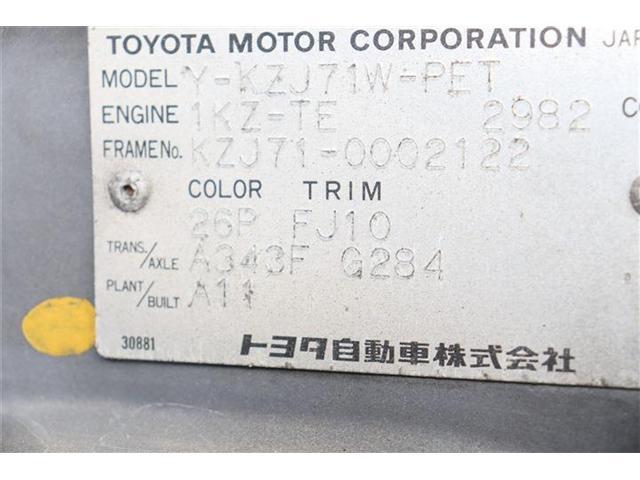 TOYOTA MOTOR CORPORATION JAP
MODEL Y-KZJ71W-PET
ENGINE 1KZ-TE 2982 CC
FRAME No. KZJ71-0002122
COLOR TRIM
26P FJ10
TRANS./AXLE A343F G284
PLANT/BUILT A11
30881 トヨタ自動車株式会社